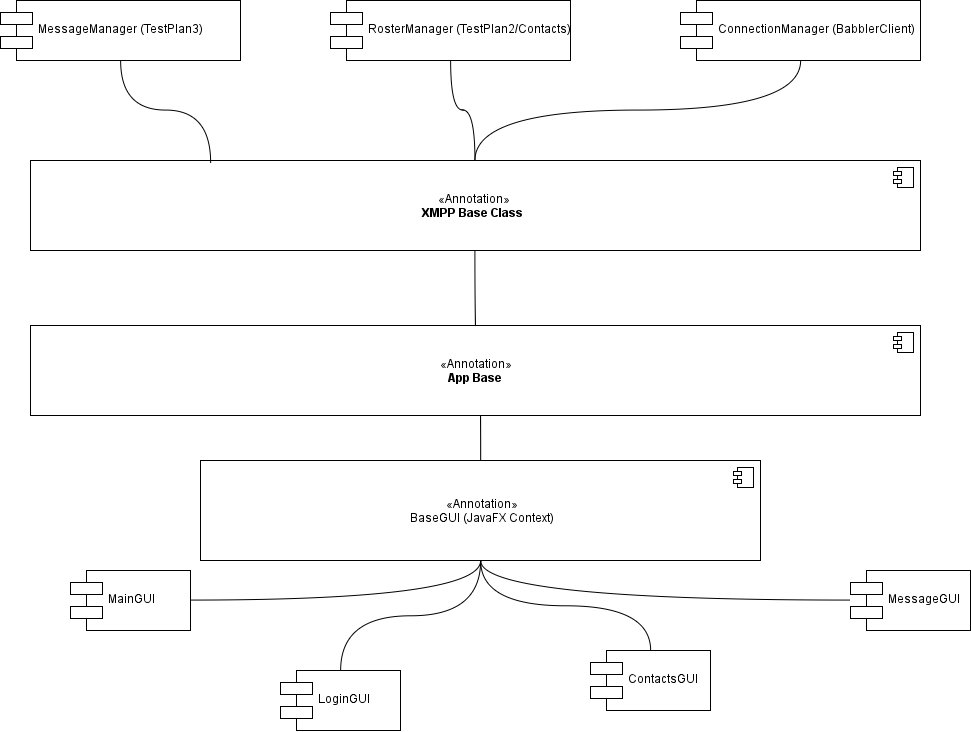 MessageManager (TestPlan3)
RosterManager (TestPlan2/Contacts)
ConnectionManager (BabblerClient)
«Annotation»
XMPP Base Class
«Annotation»
App Base
«Annotation»
BaseGUI (JavaFX Context)
MainGUI
MessageGUI
LoginGUI
ContactsGUI